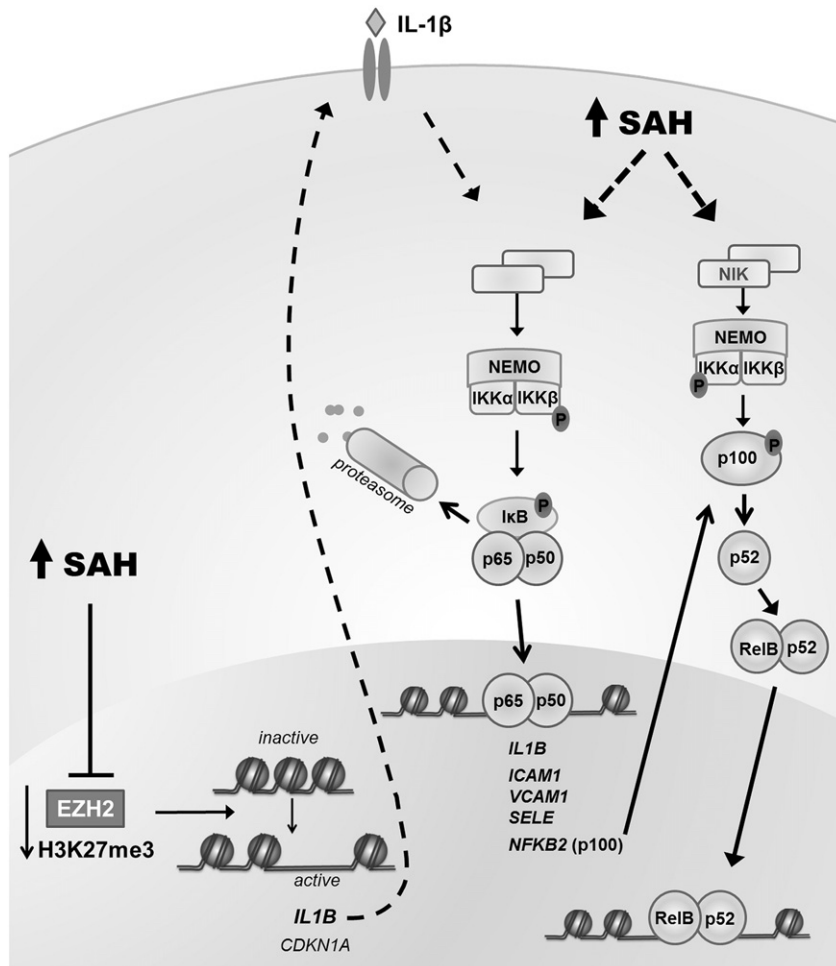 IL-1β
SAH
NIK
NEMO
IKKα IKKβ
P
NEMO
IKKα IKKβ
P
proteasome
IκB
P
p65 p50
p100
P
p52
RelB p52
SAH
EZH2
H3K27me3
inactive
active
IL1B
CDKN1A
p65 p50
IL1B
ICAM1
VCAM1
SELE
NFKB2 (p100)
RelB p52